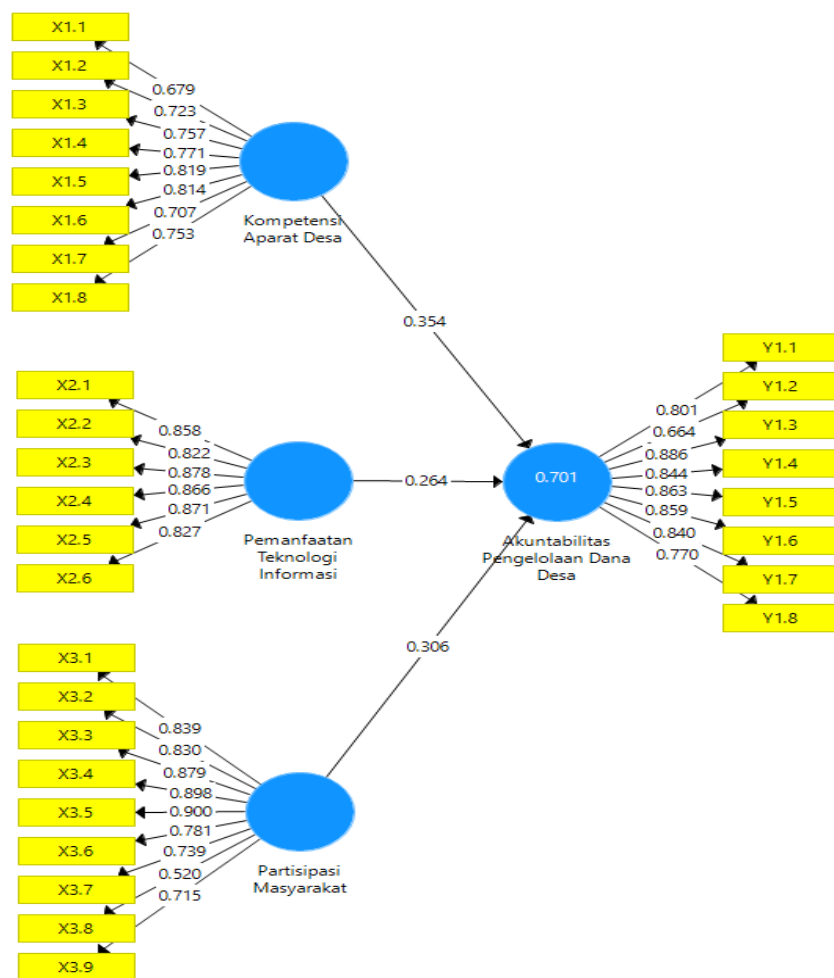 X1.1
X1.2
X1.3
X1.4
X1.5
X1.6
X1.7
X1.8
0.679
0.723
0.757
0.771
0.819
0.814
0.707
0.753
Kompetensi
Aparat Desa
0.354
X2.1
X2.2
X2.3
X2.4
X2.5
X2.6
0.858
0.822
0.878
0.866
0.871
0.827
Pemanfaatan
Teknologi
Informasi
0.264
X3.1
X3.2
X3.3
X3.4
X3.5
X3.6
X3.7
X3.8
X3.9
0.839
0.830
0.879
0.898
0.900
0.781
0.739
0.520
0.715
Partisipasi
Masyarakat
0.306
0.701
Akuntabilitas
Pengelolaan Dana
Desa
0.801
0.664
0.886
0.844
0.863
0.859
0.840
0.770
Y1.1
Y1.2
Y1.3
Y1.4
Y1.5
Y1.6
Y1.7
Y1.8